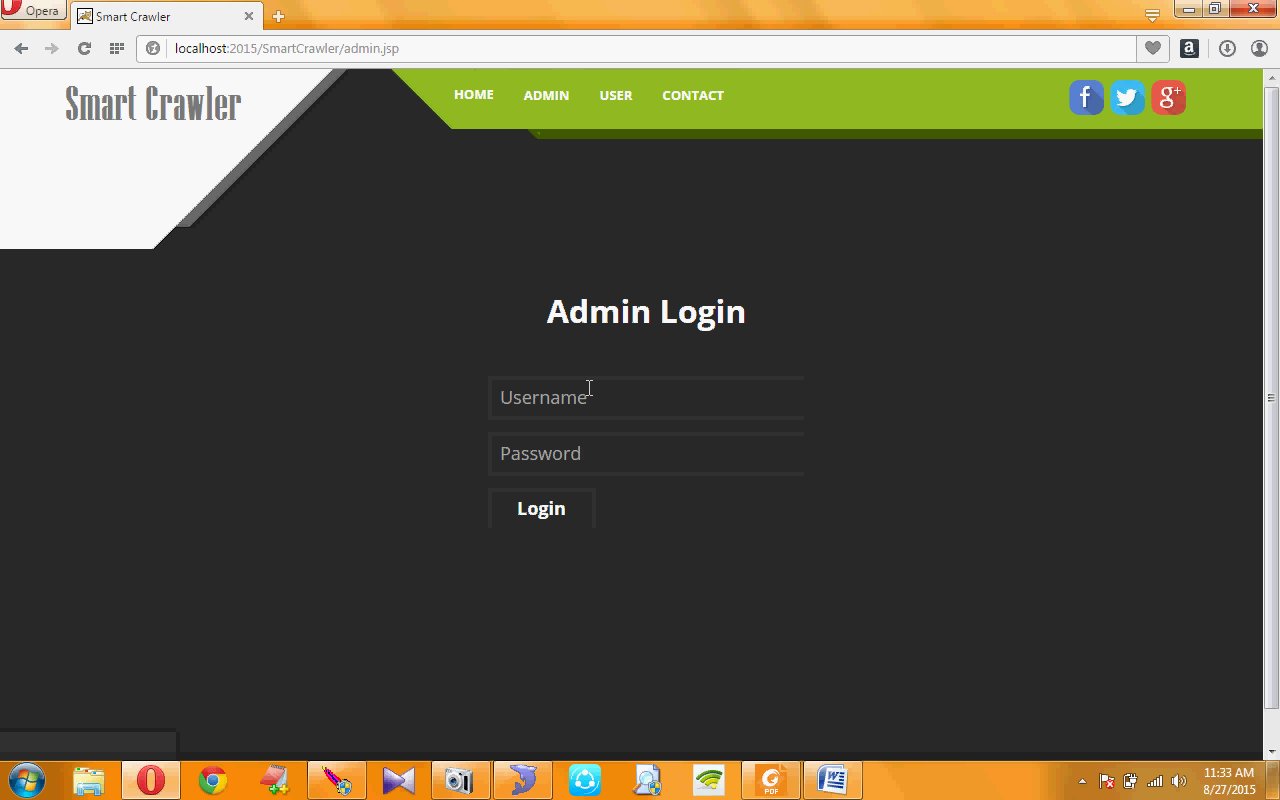 Opera
Smart Crawler
localhost:2015/SmartCrawler/admin.jsp
a
Smart Crawler
HOME ADMIN USER CONTACT
f g+
Admin Login
Username
Password
Login
PDF
W
11:33 AM
8/27/2015